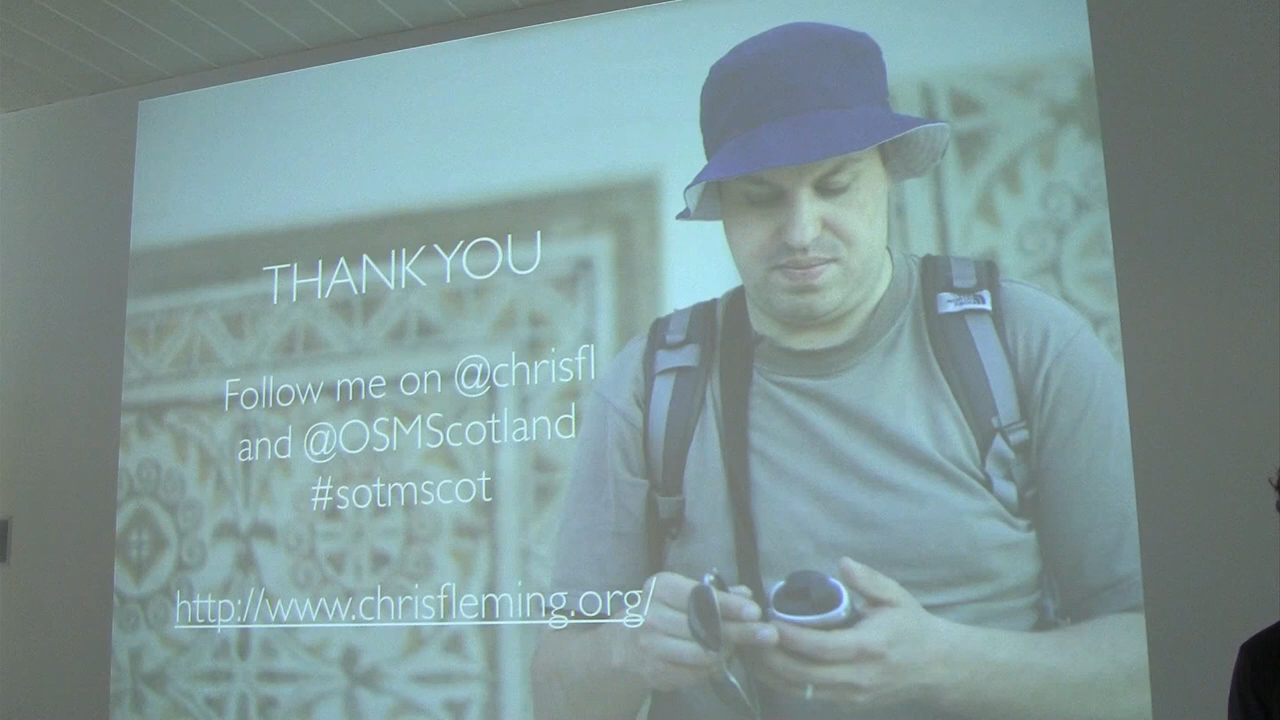 THANK YOU
Follow me on @chrisfl
and @OSMScotland
#sotmscot
http://www.chrisfleming.org/